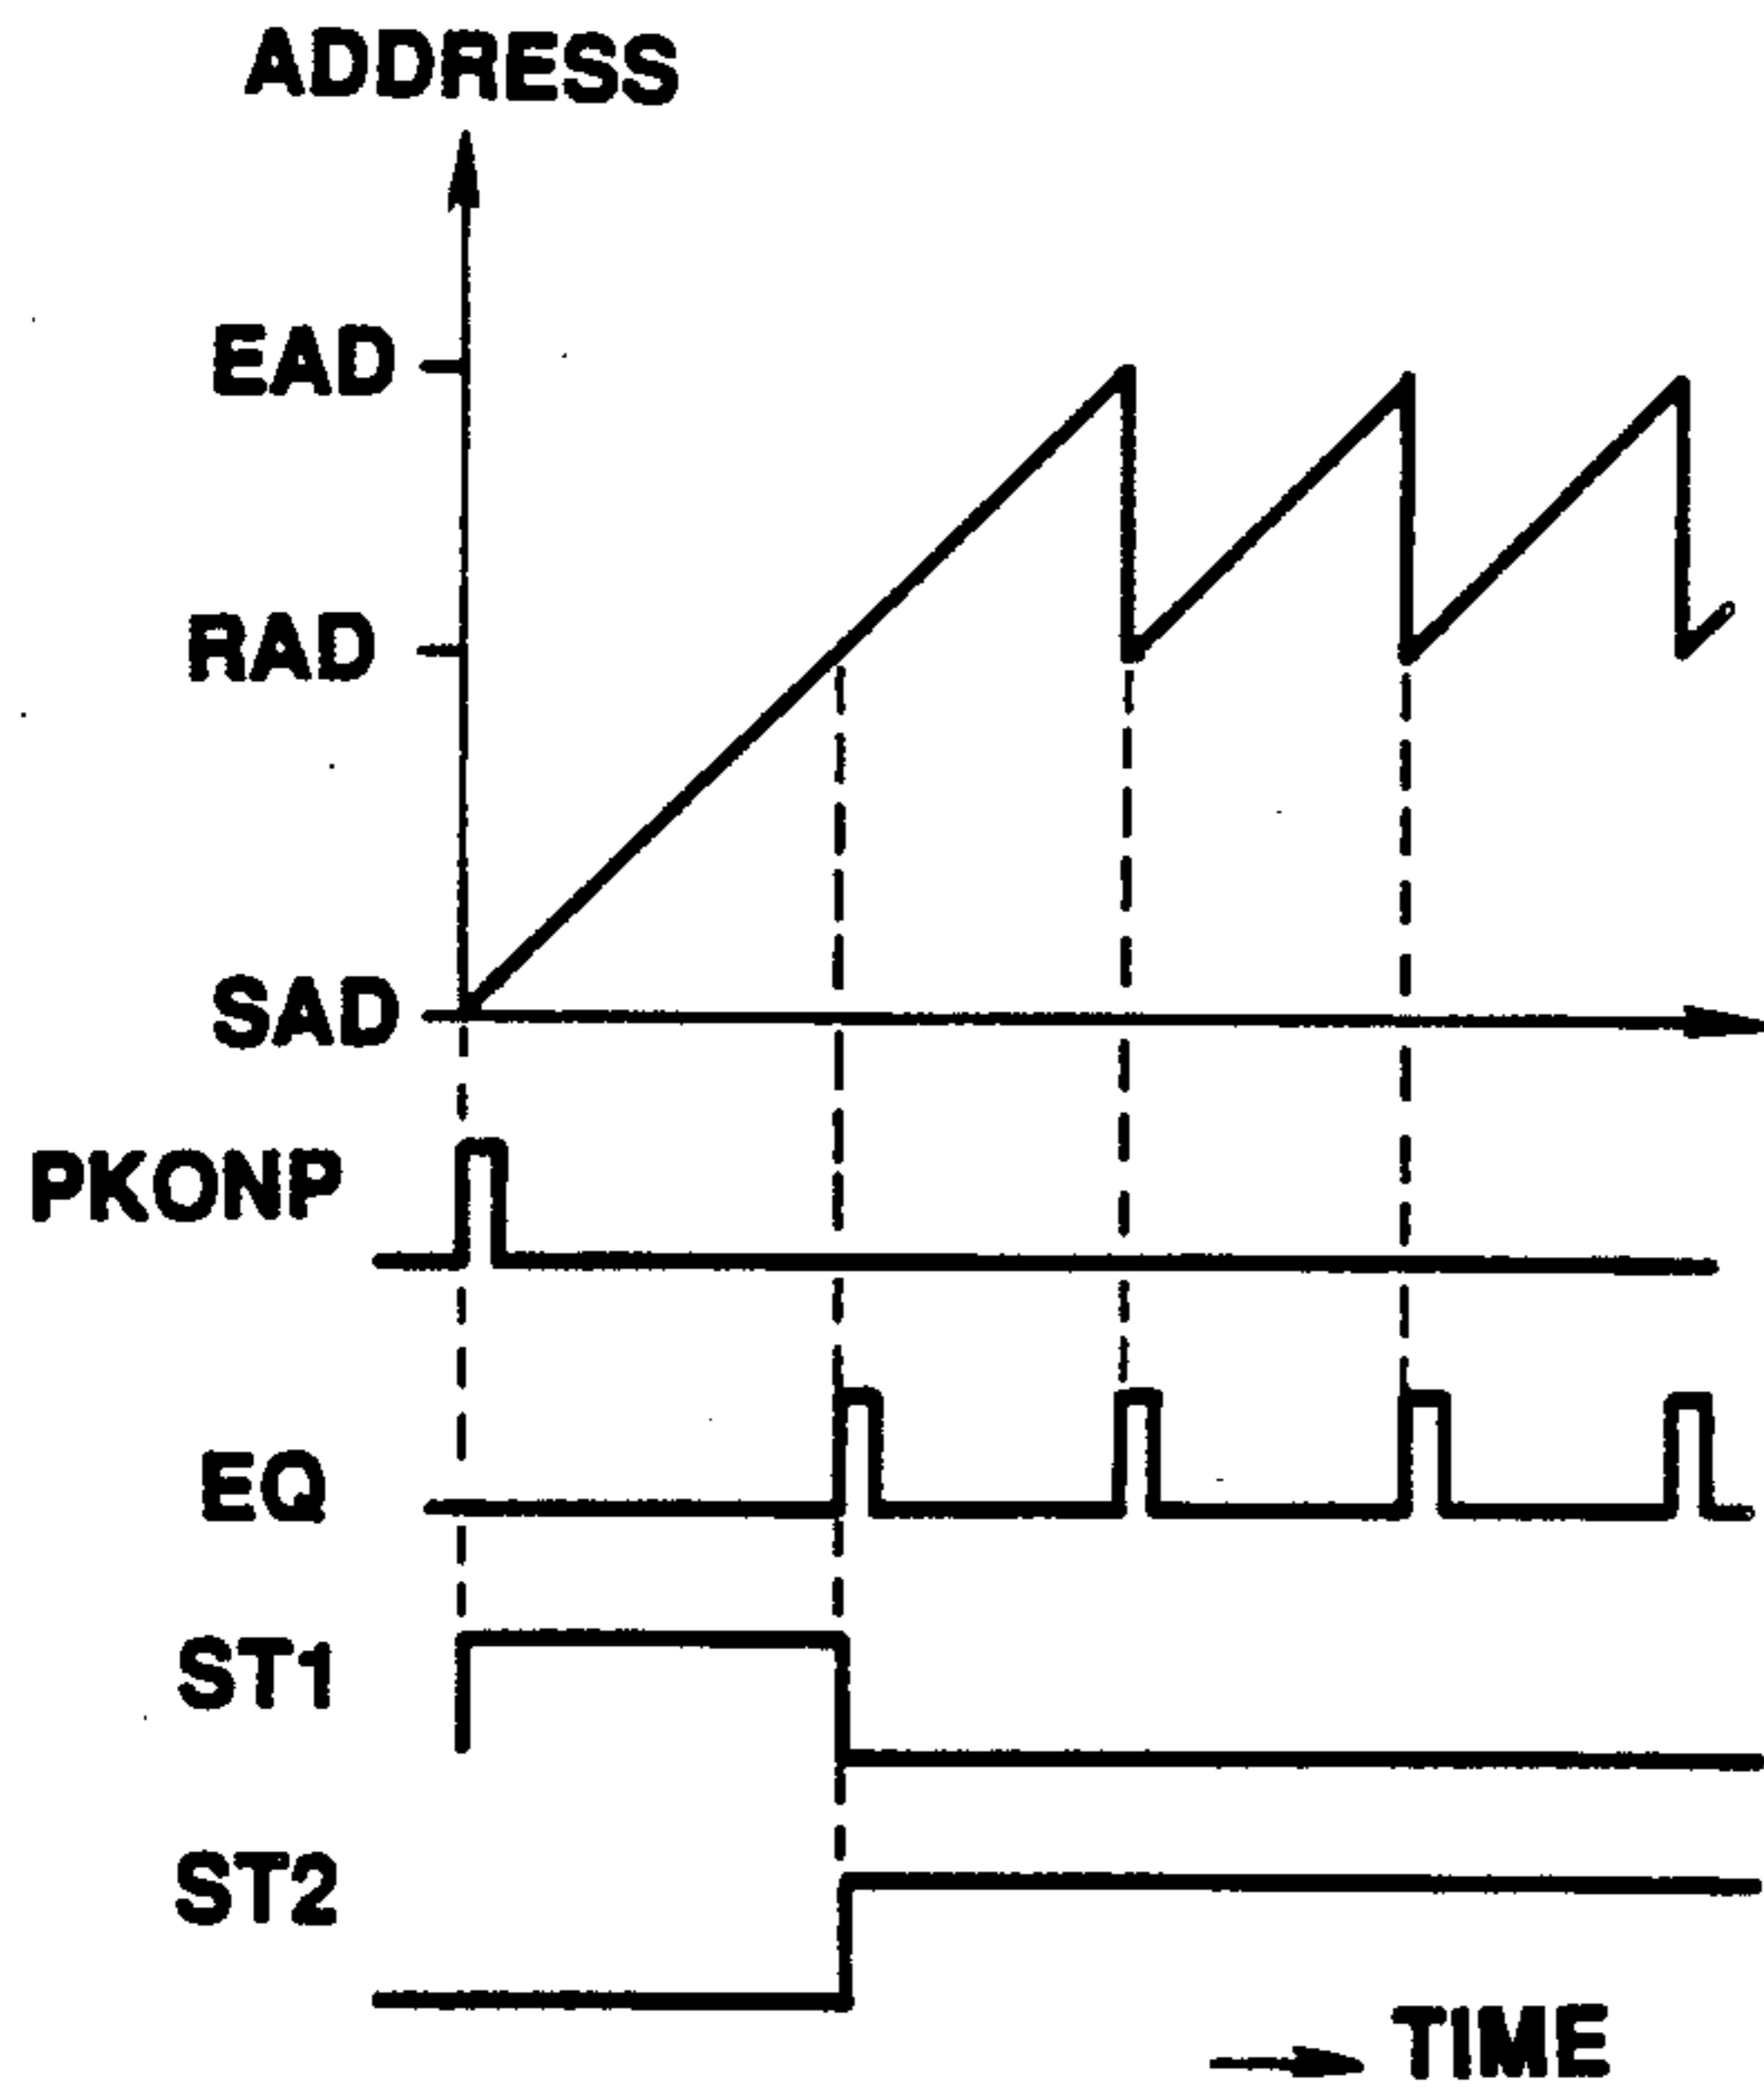 ADDRESS
EAD
RAD
SAD
PKONP
EQ
ST1
ST2
TIME